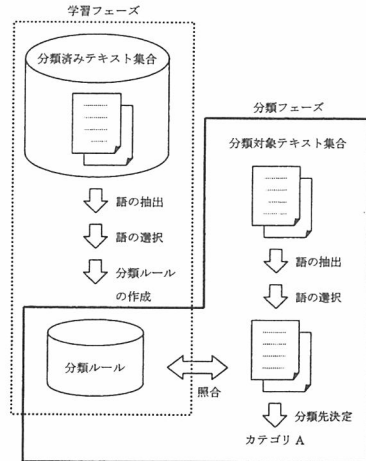 学習フェーズ
分類済みテキスト集合
語の抽出
語の選択
分類ルール
の作成
分類ルール
分類フェーズ
分類対象テキスト集合
語の抽出
語の選択
照合
分類先決定
カテゴリ A